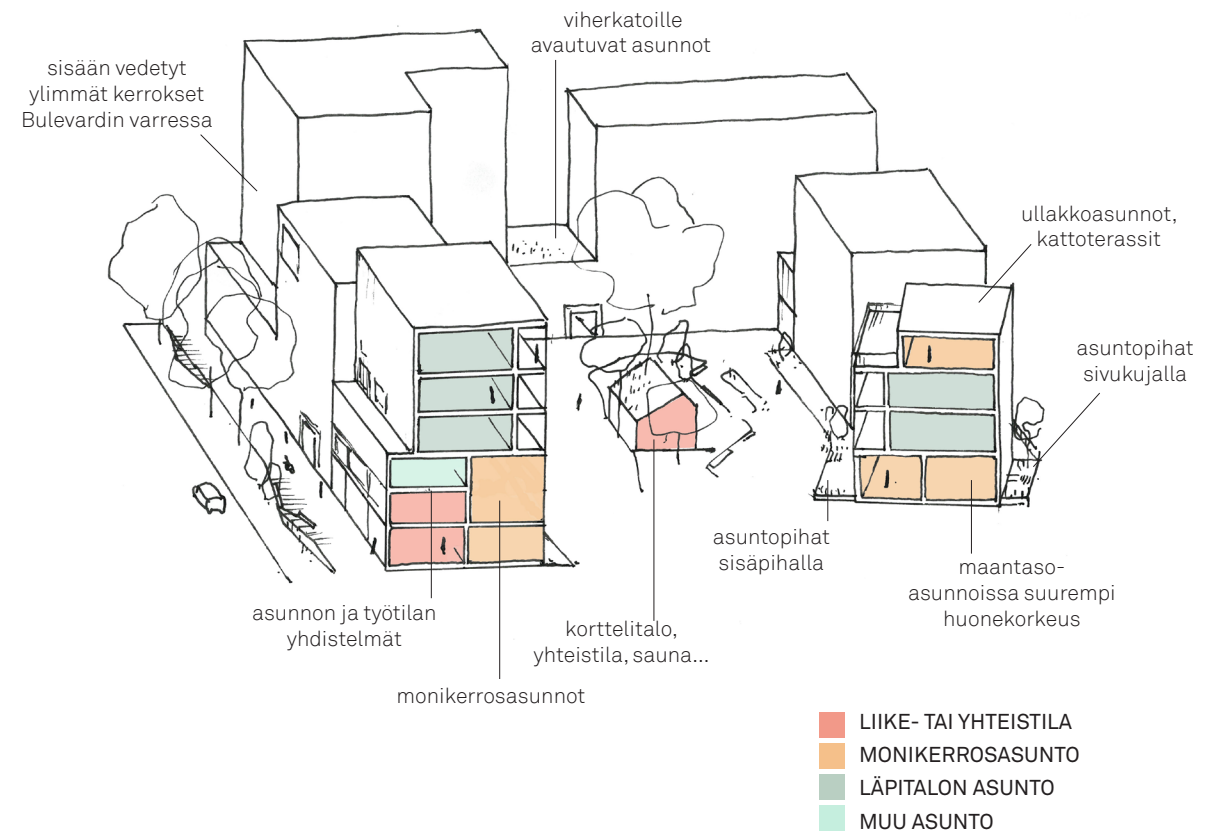 viherkatoille
avautuvat asunnot
sisään vedetyt
ylimmät kerrokset
Bulevardin varressa
ullakkoasunnot,
kattoterassit
asuntopihat
sivukujalla
asuntopihat
sisäpihalla
maantaso-
asunnoissa suurempi
huonekorkeus
asunnon ja työtilan
yhdistelmät
korttelitalo,
yhteistila, sauna...
monikerrosasunnot
LIIKE- TAI YHTEISTILA
MONIKERROSASUNTO
LÄPITALON ASUNTO
MUU ASUNTO